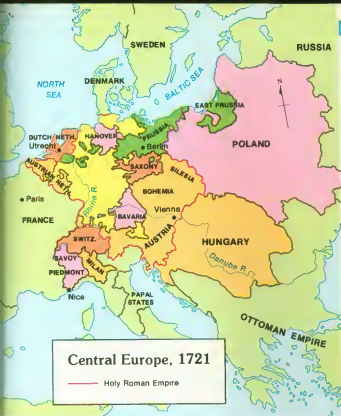 SWEDEN
RUSSIA
NORTH
SEA
DENMARK
BALTIC SEA
N
EAST PRUSSIA
DUTCH NETH.
HANOVER
PRUSSIA
Utrecht
Berlin
POLAND
AUSTRIAN NETH.
SAXONY
SILESIA
Paris
Rhine R.
BOHEMIA
FRANCE
BAVARIA
Vienna
AUSTRIA
SWITZ.
HUNGARY
SAVOY
MILAN
Danube R.
PIEDMONT
Nice
PAPAL
STATES
OTTOMAN EMPIRE
Central Europe, 1721
Holy Roman Empire